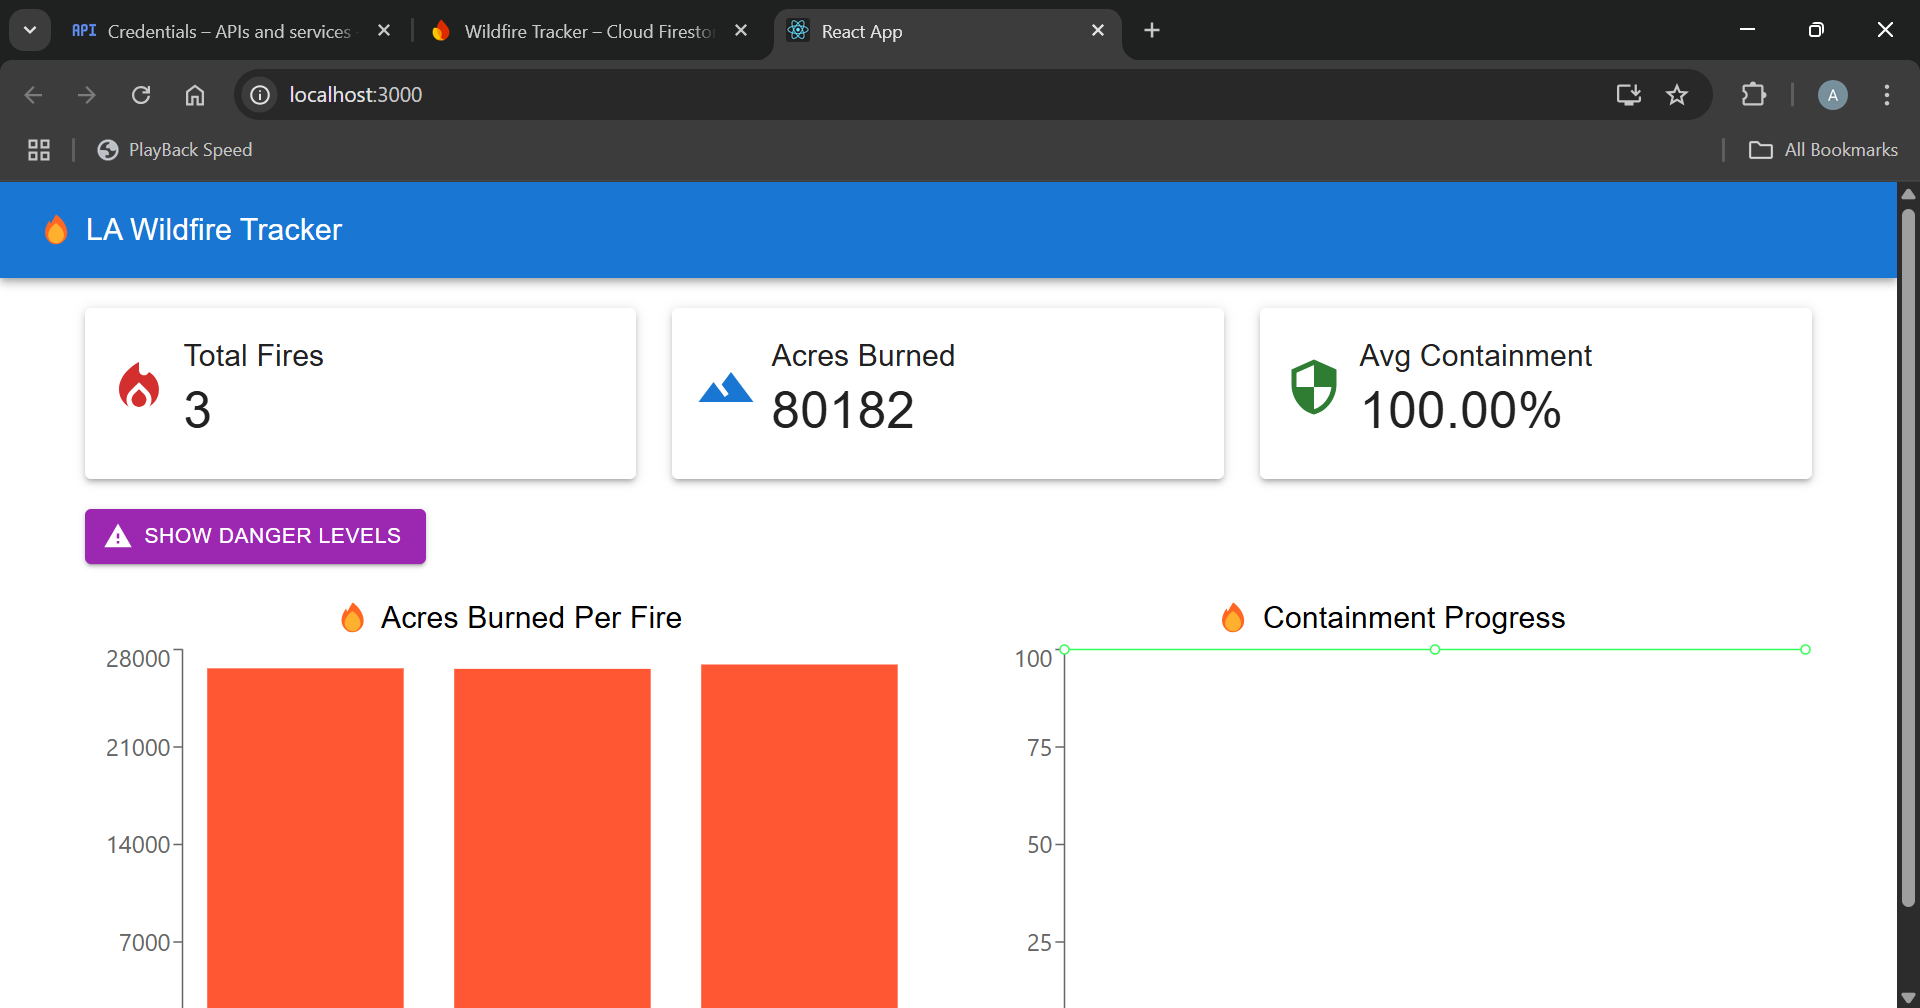 API Credentials – APIs and services
Wildfire Tracker – Cloud Firesto
React App
localhost:3000
A
PlayBack Speed
All Bookmarks
LA Wildfire Tracker
Total Fires
3
Acres Burned
80182
Avg Containment
100.00%
SHOW DANGER LEVELS
Acres Burned Per Fire
28000
21000
14000
7000
Containment Progress
100
75
50
25